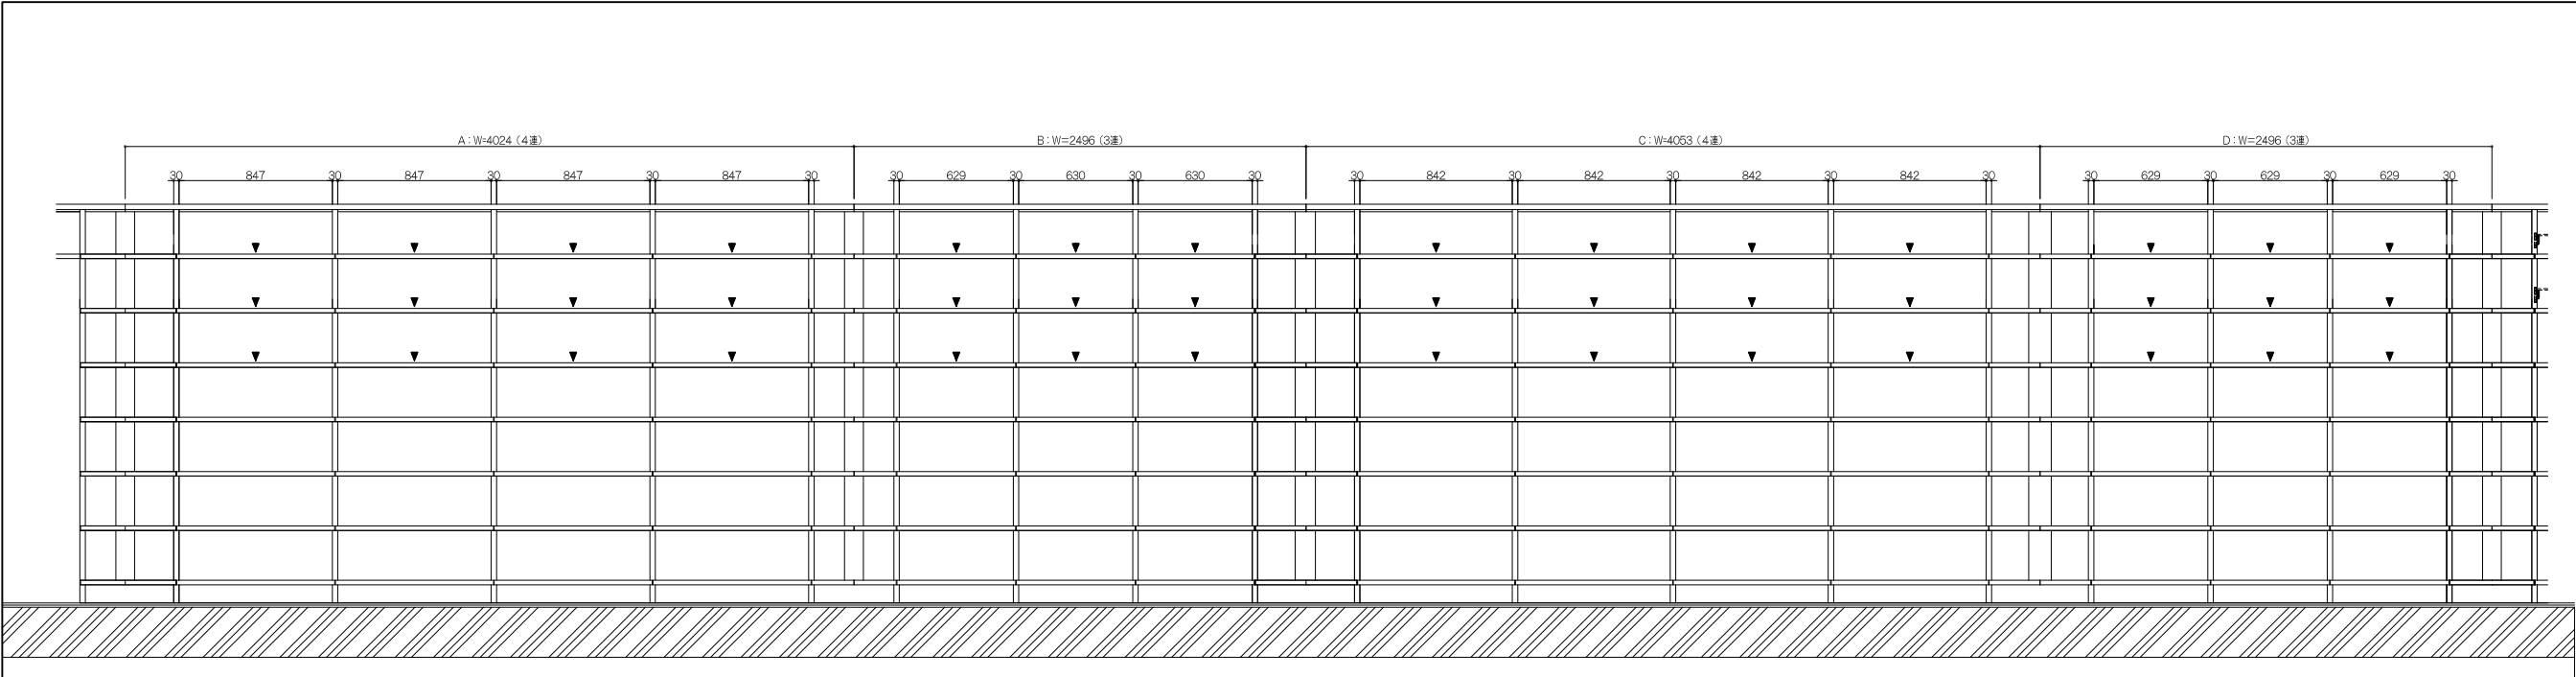 A : W=4024 (4連)
B : W=2496 (3連)
C : W=4053 (4連)
D : W=2496 (3連)
30 847 30 847 30 847 30 847 30
30 629 30 630 30 630 30
30 842 30 842 30 842 30 842 30
30 629 30 629 30 629 30